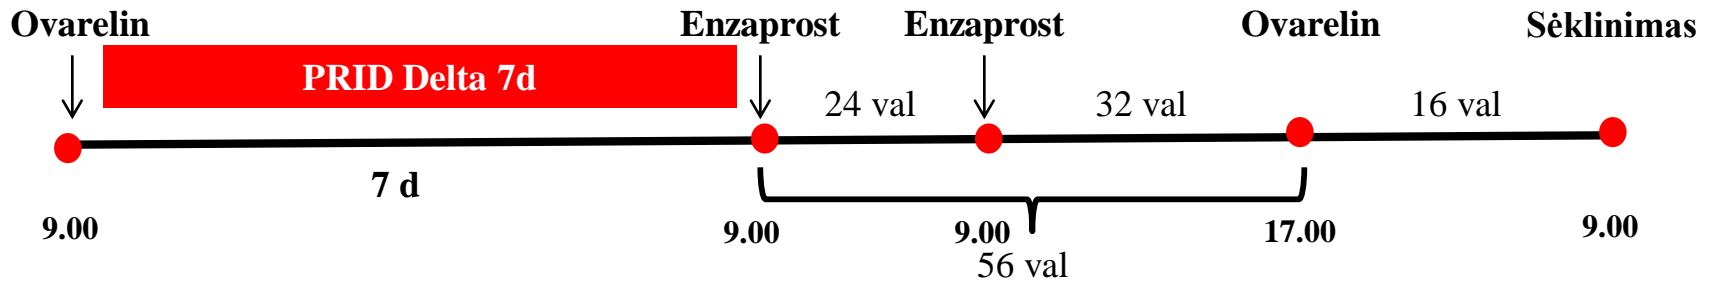 Ovarelin Enzaprost Enzaprost Ovarelin Sėklinimas
PRID Delta 7d
24 val 32 val 16 val
7 d
9.00 9.00 9.00 17.00 9.00
56 val